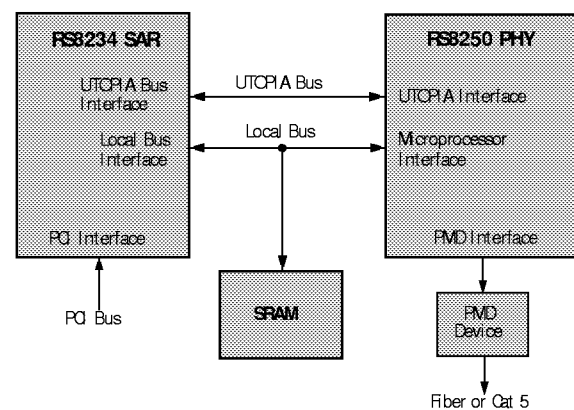 RS8234 SAR
RS8250 PHY
UTOPIA Bus
Interface
UTOPIA Bus
UTOPIA Interface
Local Bus
Interface
Local Bus
Microprocessor
Interface
PCI Interface
PMD Interface
PCI Bus
SRAM
PMD
Device
Fiber or Cat 5